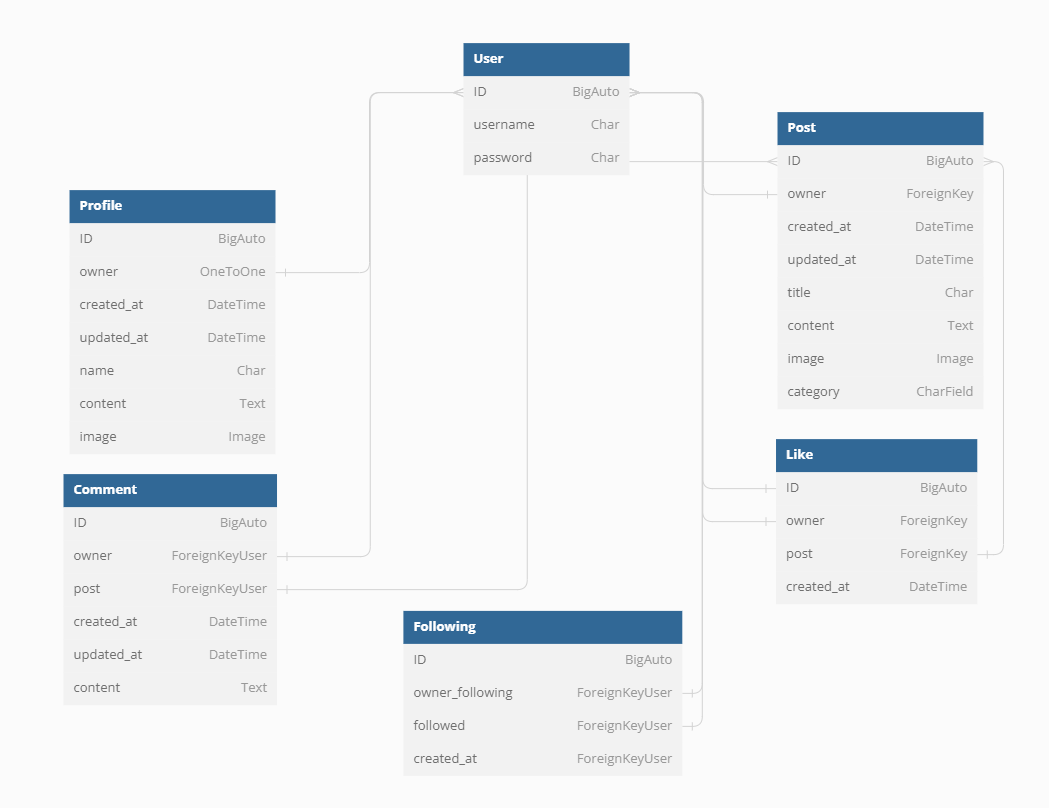 User
ID BigAuto
username Char
password Char
Post
ID BigAuto
owner ForeignKey
created_at DateTime
updated_at DateTime
title Char
content Text
image Image
category CharField
Profile
ID BigAuto
owner OneToOne
created_at DateTime
updated_at DateTime
name Char
content Text
image Image
Like
ID BigAuto
owner ForeignKey
post ForeignKey
created_at DateTime
Comment
ID BigAuto
owner ForeignKeyUser
post ForeignKeyUser
created_at DateTime
updated_at DateTime
content Text
Following
ID BigAuto
owner_following ForeignKeyUser
followed ForeignKeyUser
created_at ForeignKeyUser